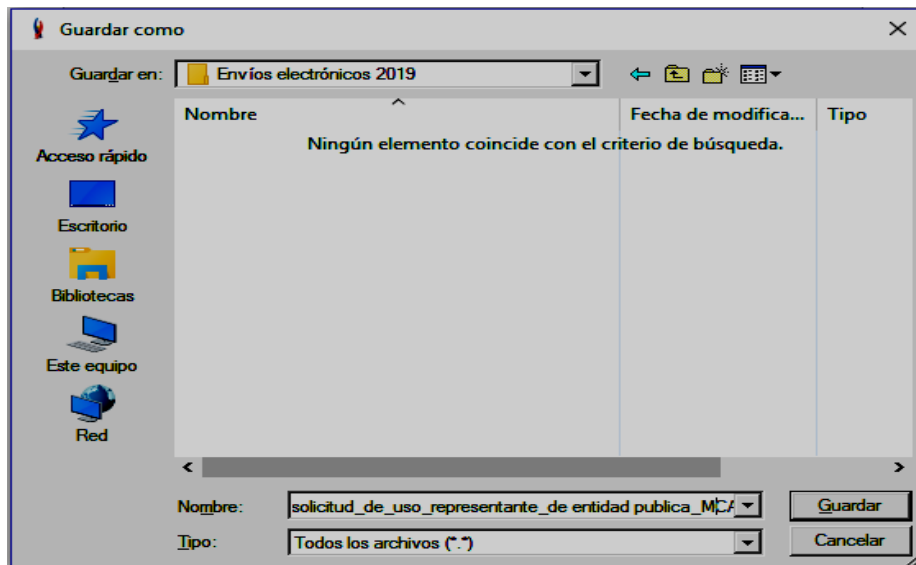 Guardar como
Guardar en: Envíos electrónicos 2019
Nombre Fecha de modifica... Tipo
Ningún elemento coincide con el criterio de búsqueda.
Acceso rápido
Escritorio
Bibliotecas
Este equipo
Red
Nombre: solicitud_de_uso_representante_de entidad publica_MCA Guardar
Tipo: Todos los archivos (*.*) Cancelar